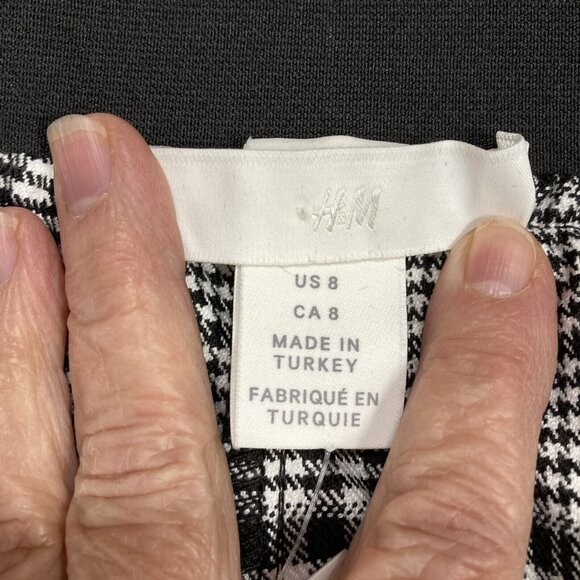 H&M
US 8
CA 8
MADE IN
TURKEY
FABRIQUÉ EN
TURQUIE